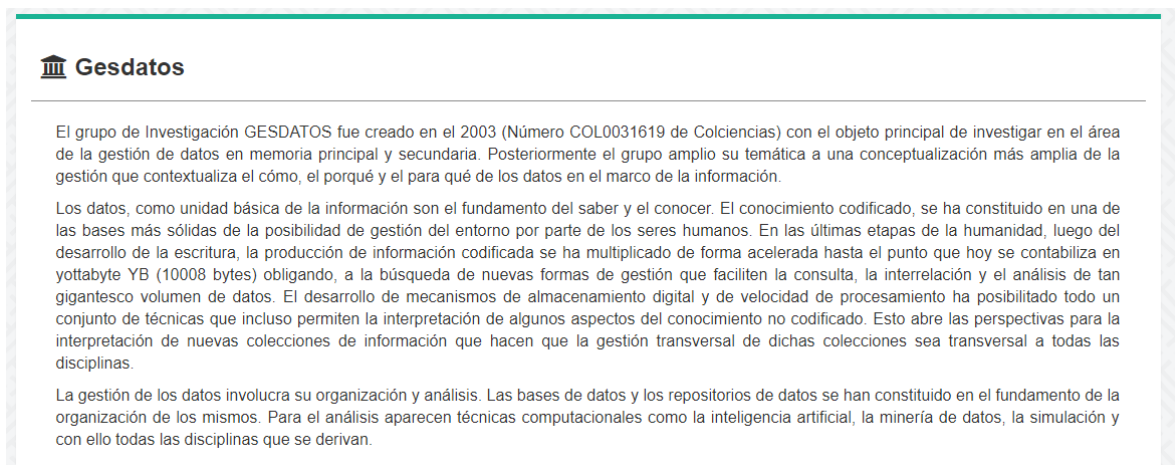 Gesdatos
El grupo de Investigación GESDATOS fue creado en el 2003 (Número COL0031619 de Colciencias) con el objeto principal de investigar en el área
de la gestión de datos en memoria principal y secundaria. Posteriormente el grupo amplio su temática a una conceptualización más amplia de la
gestión que contextualiza el cómo, el porqué y el para qué de los datos en el marco de la información.
Los datos, como unidad básica de la información son el fundamento del saber y el conocer. El conocimiento codificado, se ha constituido en una de
las bases más sólidas de la posibilidad de gestión del entorno por parte de los seres humanos. En las últimas etapas de la humanidad, luego del
desarrollo de la escritura, la producción de información codificada se ha multiplicado de forma acelerada hasta el punto que hoy se contabiliza en
yottabyte YB (10008 bytes) obligando, a la búsqueda de nuevas formas de gestión que faciliten la consulta, la interrelación y el análisis de tan
gigantesco volumen de datos. El desarrollo de mecanismos de almacenamiento digital y de velocidad de procesamiento ha posibilitado todo un
conjunto de técnicas que incluso permiten la interpretación de algunos aspectos del conocimiento no codificado. Esto abre las perspectivas para la
interpretación de nuevas colecciones de información que hacen que la gestión transversal de dichas colecciones sea transversal a todas las
disciplinas.
La gestión de los datos involucra su organización y análisis. Las bases de datos y los repositorios de datos se han constituido en el fundamento de la
organización de los mismos. Para el análisis aparecen técnicas computacionales como la inteligencia artificial, la minería de datos, la simulación y
con ello todas las disciplinas que se derivan.